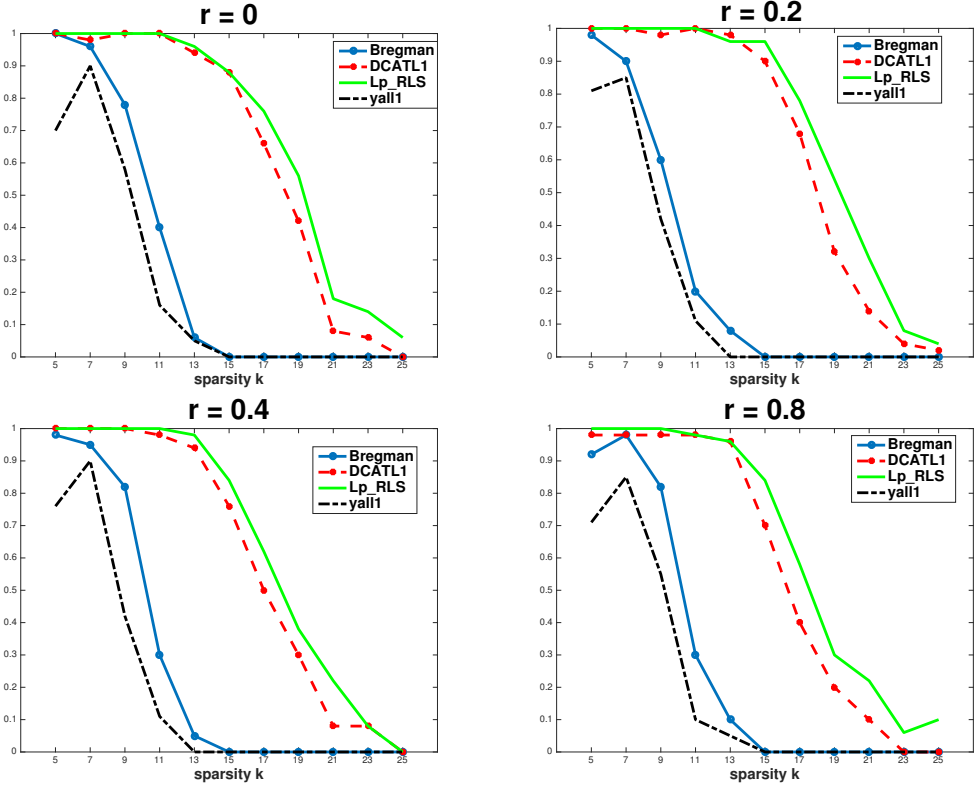 r = 0
1
0.9
0.8
0.7
0.6
0.5
0.4
0.3
0.2
0.1
0
5 7 9 11 13 15 17 19 21 23 25
sparsity k
Bregman
DCATL1
Lp_RLS
yall1
r = 0.2
1
0.9
0.8
0.7
0.6
0.5
0.4
0.3
0.2
0.1
0
5 7 9 11 13 15 17 19 21 23 25
sparsity k
Bregman
DCATL1
Lp_RLS
yall1
r = 0.4
1
0.9
0.8
0.7
0.6
0.5
0.4
0.3
0.2
0.1
0
5 7 9 11 13 15 17 19 21 23 25
sparsity k
Bregman
DCATL1
Lp_RLS
yall1
r = 0.8
1
0.9
0.8
0.7
0.6
0.5
0.4
0.3
0.2
0.1
0
5 7 9 11 13 15 17 19 21 23 25
sparsity k
Bregman
DCATL1
Lp_RLS
yall1